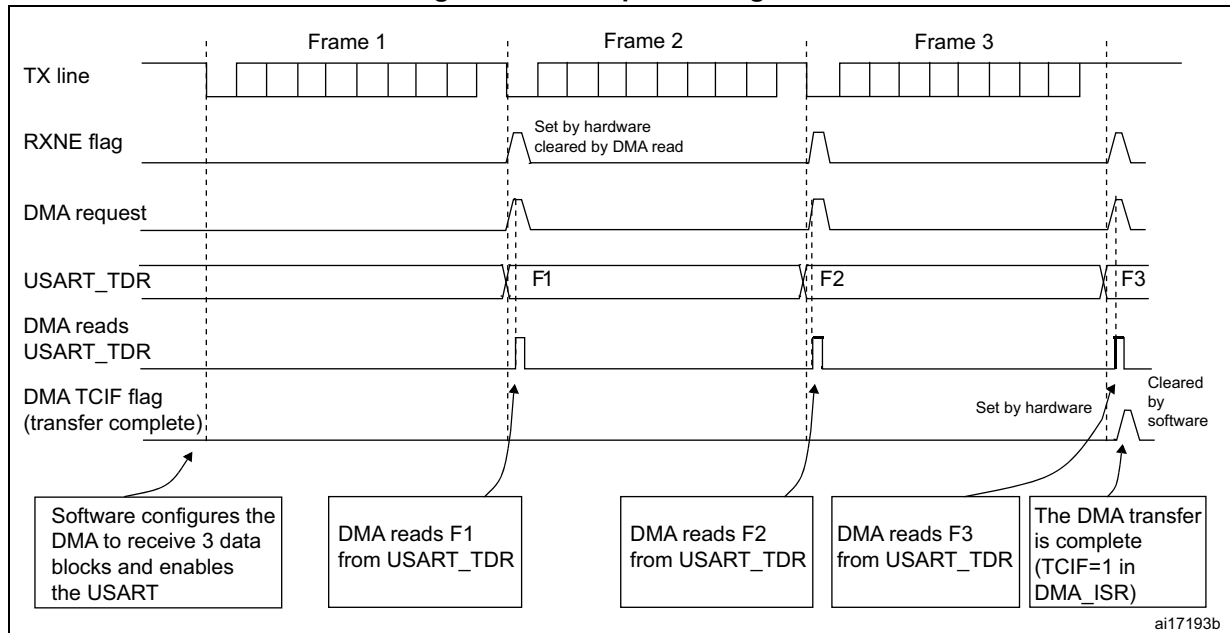 Frame 1
Frame 2
Frame 3
TX line
RXNE flag
Set by hardware
cleared by DMA read
DMA request
USART_TDR
F1
F2
F3
DMA reads
USART_TDR
DMA TCIF flag
(transfer complete)
Set by hardware
Cleared
by
software
Software configures the
DMA to receive 3 data
blocks and enables
the USART
DMA reads F1
from USART_TDR
DMA reads F2
from USART_TDR
DMA reads F3
from USART_TDR
The DMA transfer
is complete
(TCIF=1 in
DMA_ISR)
ai17193b